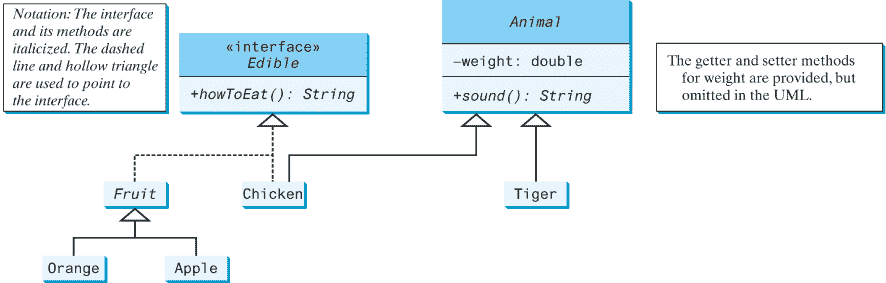 Notation: The interface
and its methods are
italicized. The dashed
line and hollow triangle
are used to point to
the interface.
«interface»
Edible
+howToEat(): String
Animal
-weight: double
+sound(): String
The getter and setter methods
for weight are provided, but
omitted in the UML.
Fruit
Chicken
Tiger
Orange
Apple